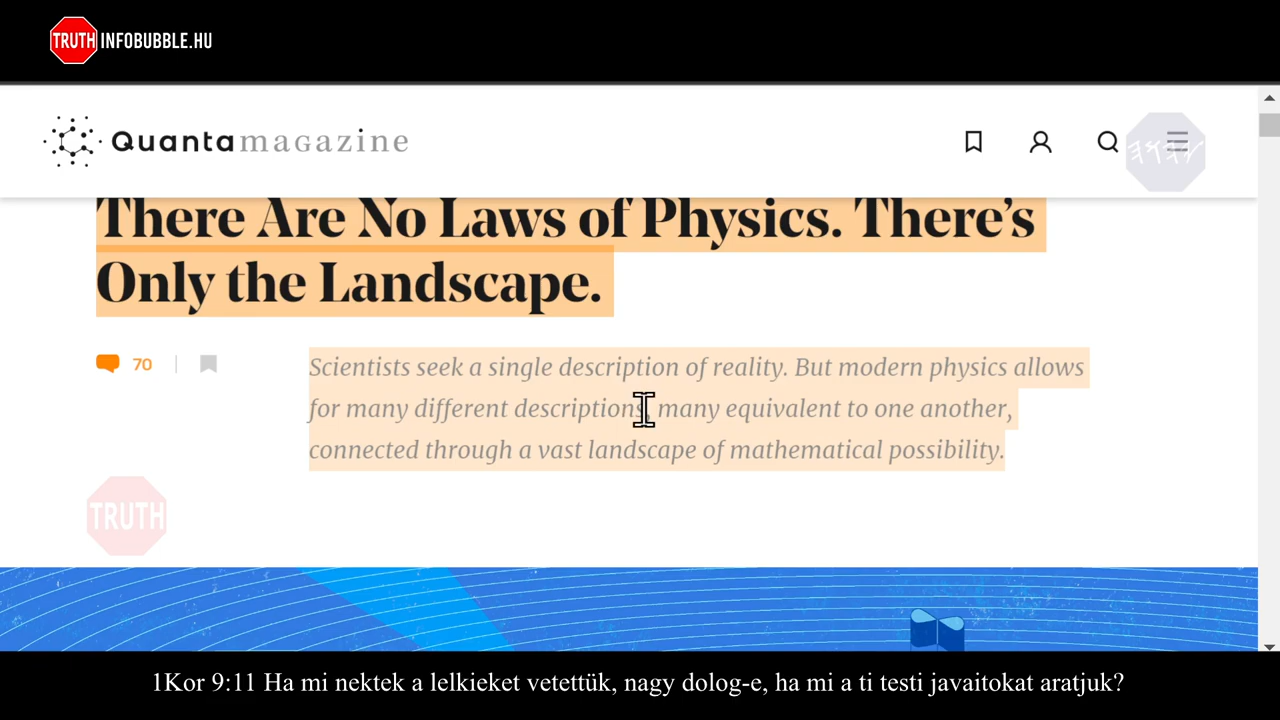 TRUTH INFOBUBBLE.HU
Quantamagazine
There Are No Laws of Physics. There’s
Only the Landscape.
70
Scientists seek a single description of reality. But modern physics allows
for many different descriptions, many equivalent to one another,
connected through a vast landscape of mathematical possibility.
TRUTH
1Kor 9:11 Ha mi nektek a lelkieket vetettük, nagy dolog-e, ha mi a ti testi javaitokat aratjuk?